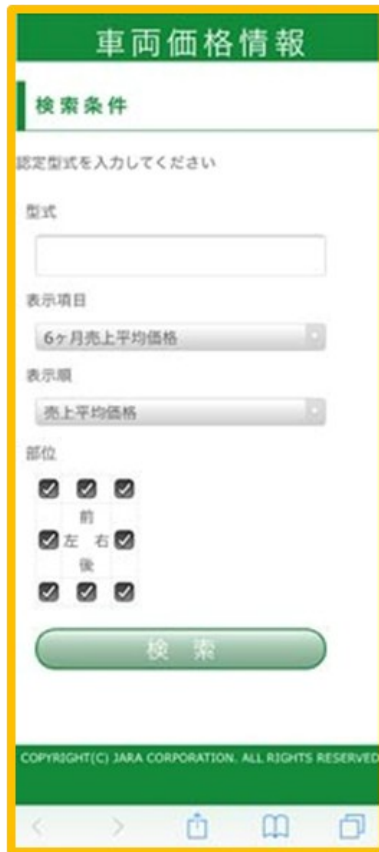 車両価格情報
検索条件
認定型式を入力してください
型式
表示項目
6ヶ月売上平均価格
表示順
売上平均価格
部位
前
左 右
後
検 索
COPYRIGHT(C) JARA CORPORATION. ALL RIGHTS RESERVED